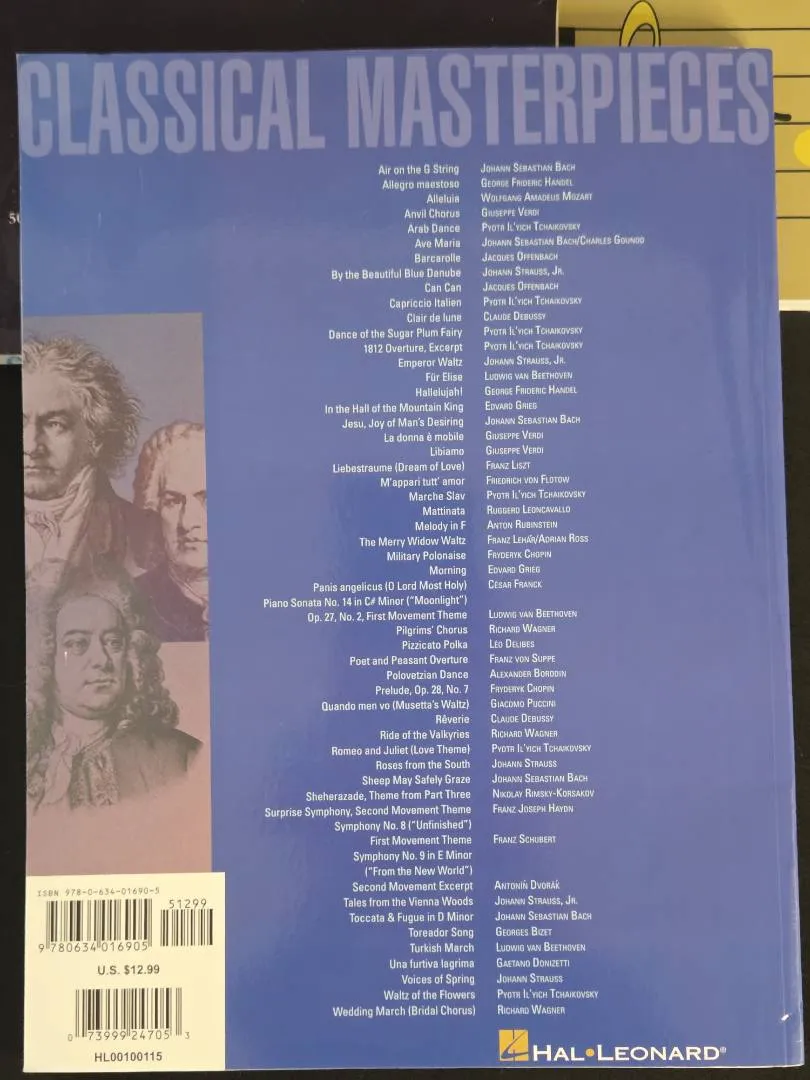 CLASSICAL MASTERPIECES
Air on the G String JOHANN SEBASTIAN BACH
Allegro maestoso GEORGE FRIDERIC HANDEL
Alleluia WOLFGANG AMADEUS MOZART
Anvil Chorus GIUSEPPE VERDI
Arab Dance PYOTR IL'YICH TCHAIKOVSKY
Ave Maria JOHANN SEBASTIAN BACH/CHARLES GOUNOD
Barcarolle JACQUES OFFENBACH
By the Beautiful Blue Danube JOHANN STRAUSS, JR.
Can Can JACQUES OFFENBACH
Capriccio Italien PYOTR IL'YICH TCHAIKOVSKY
Clair de lune CLAUDE DEBUSSY
Dance of the Sugar Plum Fairy PYOTR IL'YICH TCHAIKOVSKY
1812 Overture, Excerpt PYOTR IL'YICH TCHAIKOVSKY
Emperor Waltz JOHANN STRAUSS, JR.
Für Elise LUDWIG VAN BEETHOVEN
Hallelujah! GEORGE FRIDERIC HANDEL
In the Hall of the Mountain King EDVARD GRIEG
Jesu, Joy of Man's Desiring JOHANN SEBASTIAN BACH
La donna è mobile GIUSEPPE VERDI
Libiamo GIUSEPPE VERDI
Liebestraume (Dream of Love) FRANZ LISZT
M'appari tutt' amor FRIEDRICH VON FLOTOW
Marche Slav PYOTR IL'YICH TCHAIKOVSKY
Mattinata RUGGERO LEONCAVALLO
Melody in F ANTON RUBINSTEIN
The Merry Widow Waltz FRANZ LEHÁR/ADRIAN ROSS
Military Polonaise FRYDERYK CHOPIN
Morning EDVARD GRIEG
Panis angelicus (O Lord Most Holy) CÉSAR FRANCK
Piano Sonata No. 14 in C# Minor ("Moonlight")
Op. 27, No. 2, First Movement Theme LUDWIG VAN BEETHOVEN
Pilgrims' Chorus RICHARD WAGNER
Pizzicato Polka LÉO DELIBES
Poet and Peasant Overture FRANZ VON SUPPE
Polovetzian Dance ALEXANDER BORODIN
Prelude, Op. 28, No. 7 FRYDERYK CHOPIN
Quando men vo (Musetta's Waltz) GIACOMO PUCCINI
Rêverie CLAUDE DEBUSSY
Ride of the Valkyries RICHARD WAGNER
Romeo and Juliet (Love Theme) PYOTR IL'YICH TCHAIKOVSKY
Roses from the South JOHANN STRAUSS
Sheep May Safely Graze JOHANN SEBASTIAN BACH
Sheherazade, Theme from Part Three NIKOLAY RIMSKY-KORSAKOV
Surprise Symphony, Second Movement Theme FRANZ JOSEPH HAYDN
Symphony No. 8 ("Unfinished")
First Movement Theme FRANZ SCHUBERT
Symphony No. 9 in E Minor
("From the New World")
Second Movement Excerpt ANTONÍN DVOŘÁK
Tales from the Vienna Woods JOHANN STRAUSS, JR.
Toccata & Fugue in D Minor JOHANN SEBASTIAN BACH
Toreador Song GEORGES BIZET
Turkish March LUDWIG VAN BEETHOVEN
Una furtiva lagrima GAETANO DONIZETTI
Voices of Spring JOHANN STRAUSS
Waltz of the Flowers PYOTR IL'YICH TCHAIKOVSKY
Wedding March (Bridal Chorus) RICHARD WAGNER
ISBN 978-0-634-01690-5
51299
9 780634 016905
U.S. $12.99
0 73999 24705 3
HL00100115
HAL•LEONARD®